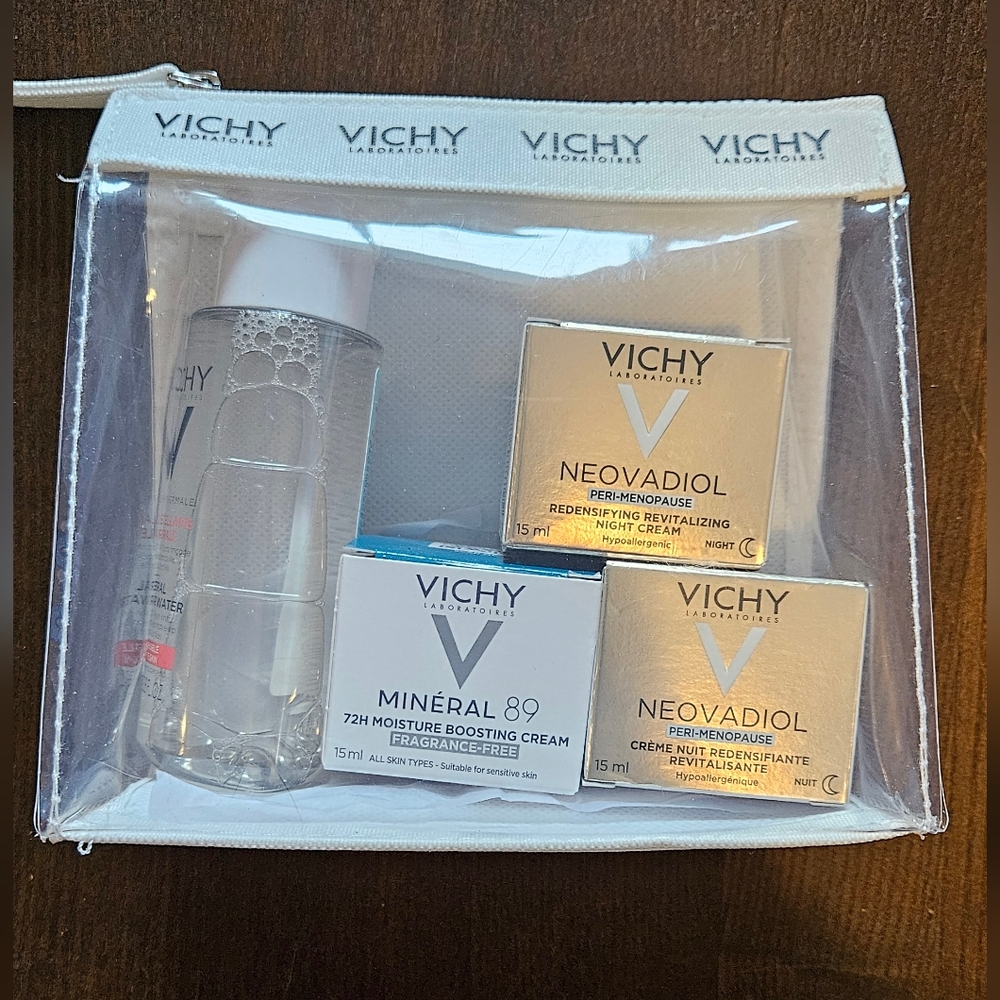 VICHY VICHY VICHY VICHY
LABORATOIRES LABORATOIRES LABORATOIRES LABORATOIRES
VICHY
LABORATOIRES
V
NEOVADIOL
PERI-MENOPAUSE
REDENSIFYING REVITALIZING
NIGHT CREAM
15 ml Hypoallergenic NIGHT
VICHY
LABORATOIRES
V
MINÉRAL 89
72H MOISTURE BOOSTING CREAM
FRAGRANCE-FREE
15 ml ALL SKIN TYPES - Suitable for sensitive skin
VICHY
LABORATOIRES
V
NEOVADIOL
PERI-MENOPAUSE
CRÈME NUIT REDENSIFIANTE
REVITALISANTE
15 ml Hypoallergénique NUIT